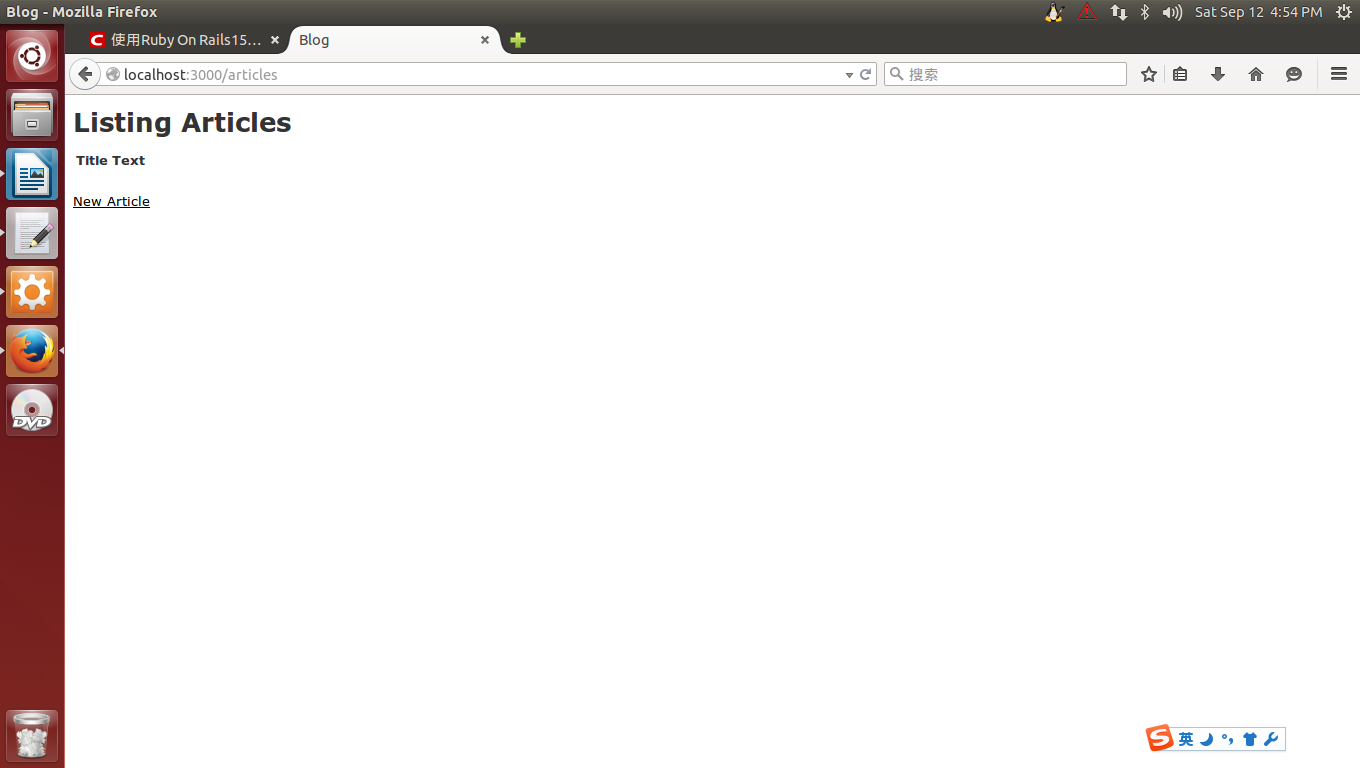 Blog - Mozilla Firefox
Sat Sep 12 4:54 PM
C 使用Ruby On Rails15…
Blog
localhost:3000/articles
搜索
Listing Articles
Title Text
New Article
DVD
S 英